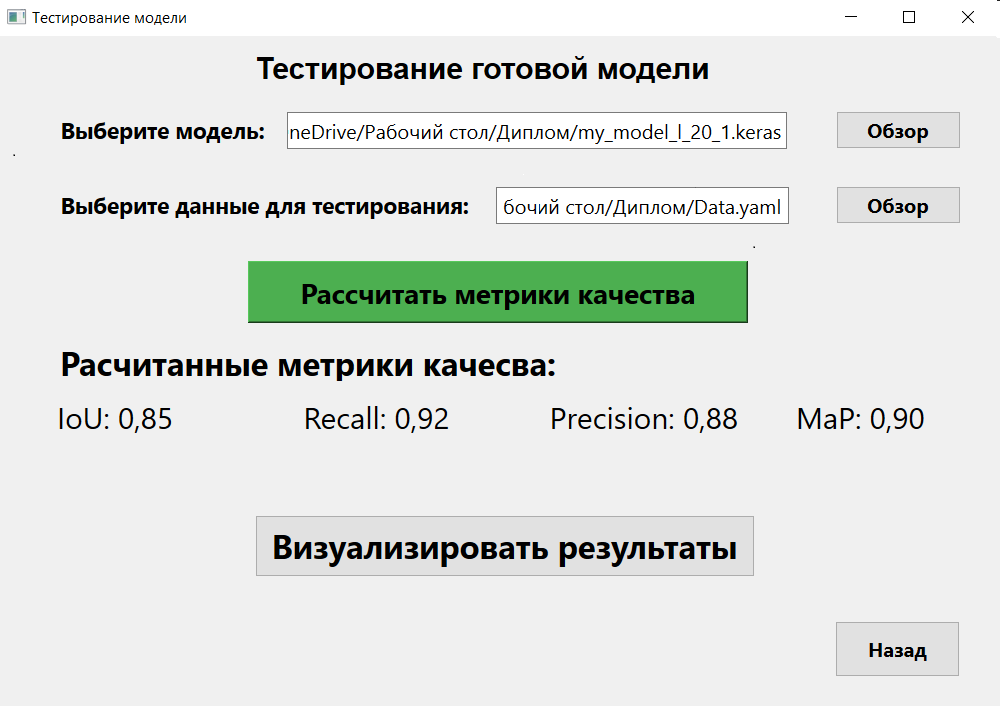 Тестирование модели
Тестирование готовой модели
Выберите модель: neDrive/Рабочий стол/Диплом/my_model_l_20_1.keras Обзор
Выберите данные для тестирования: бочий стол/Диплом/Data.yaml Обзор
Рассчитать метрики качества
Расчитанные метрики качесва:
IoU: 0,85 Recall: 0,92 Precision: 0,88 MaP: 0,90
Визуализировать результаты
Назад